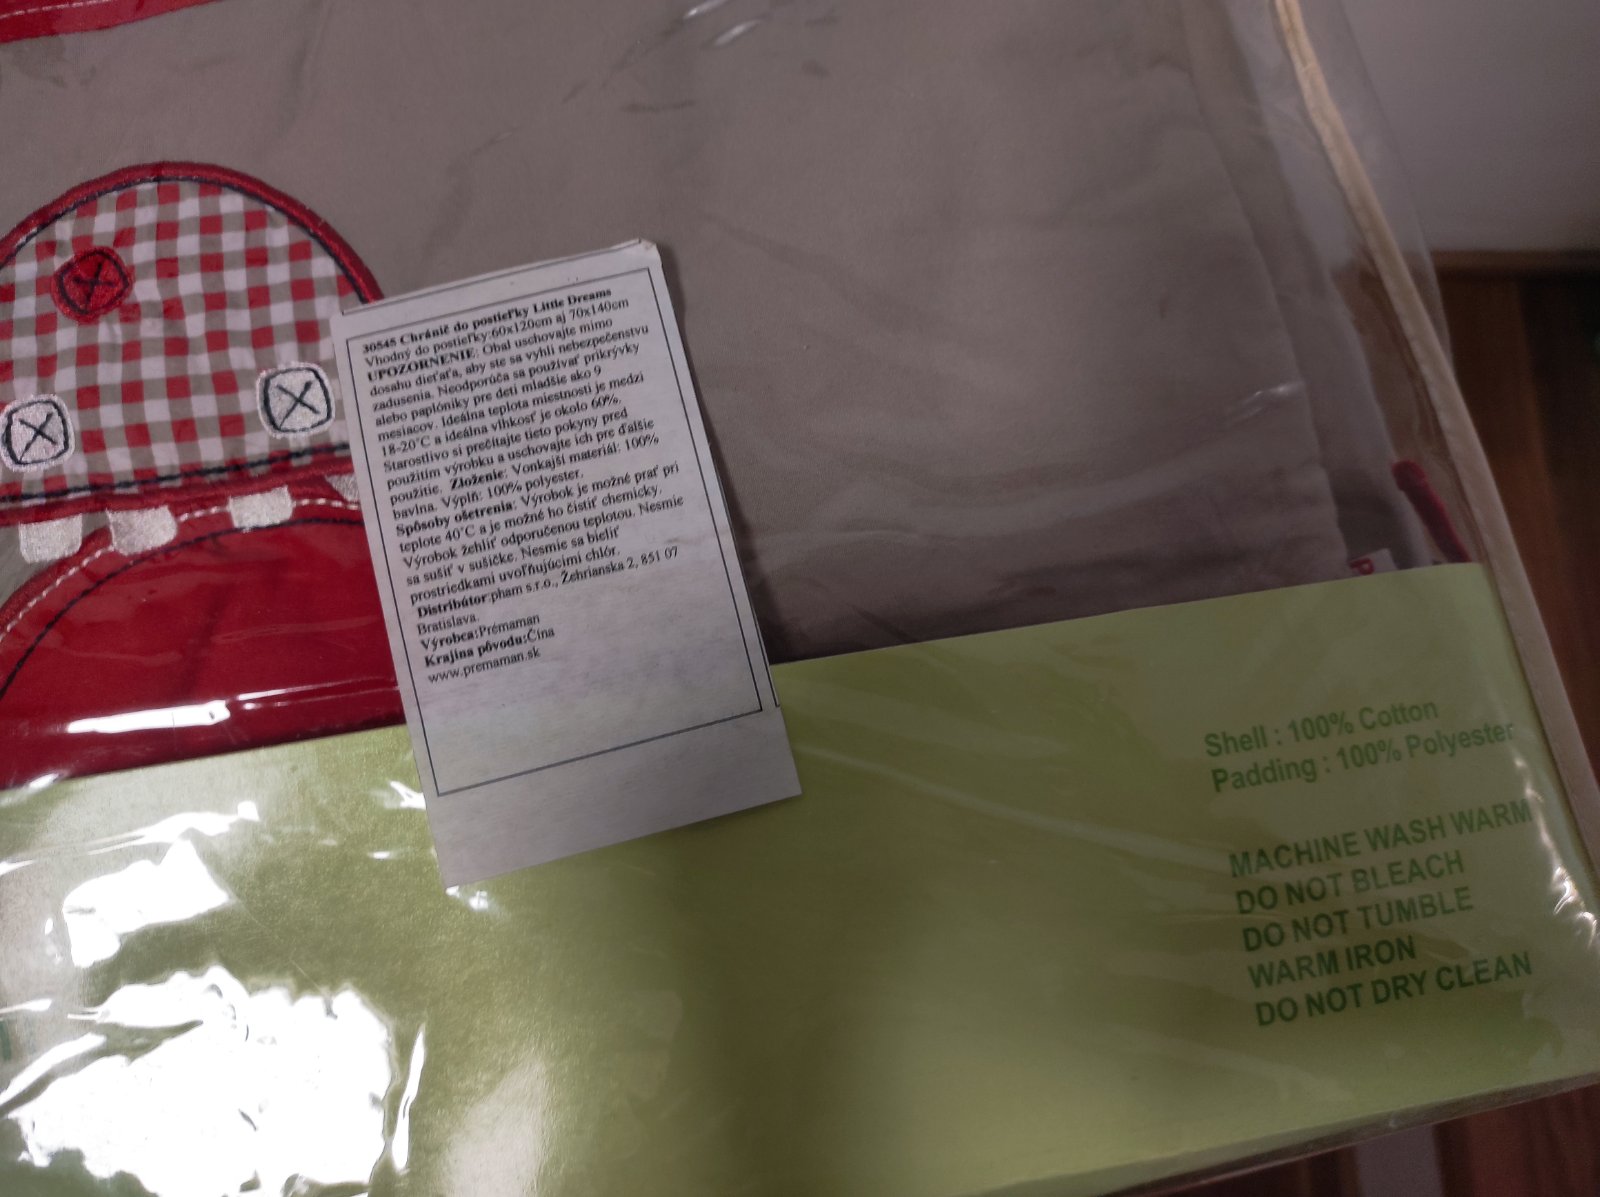 30545 Chránič do postieľky Little Dreams
Vhodný do postieľky:60x120cm aj 70x140cm
UPOZORNENIE: Obal uschovajte mimo
dosahu dieťaťa, aby ste sa vyhli nebezpečenstvu
zadusenia. Neodporúča sa používať prikrývky
alebo paplóniky pre deti mladšie ako 9
mesiacov. Ideálna teplota miestnosti je medzi
18-20˚C a ideálna vlhkosť je okolo 60%.
Starostlivo si prečítajte tieto pokyny pred
použitím výrobku a uschovajte ich pre ďalšie
použitie. Zloženie: Vonkajší materiál: 100%
bavlna. Výplň: 100% polyester.
Spôsoby ošetrenia: Výrobok je možné prať pri
teplote 40˚C a je možné ho čistiť chemicky.
Výrobok žehliť odporučenou teplotou. Nesmie
sa sušiť v sušičke. Nesmie sa bieliť
prostriedkami uvoľňujúcimi chlór.
Distribútor:pham s.r.o., Žehrianska 2, 851 07
Bratislava.
Výrobca:Prémaman
Krajina pôvodu:Čína
www.premaman.sk
Shell : 100% Cotton
Padding : 100% Polyester
MACHINE WASH WARM
DO NOT BLEACH
DO NOT TUMBLE
WARM IRON
DO NOT DRY CLEAN